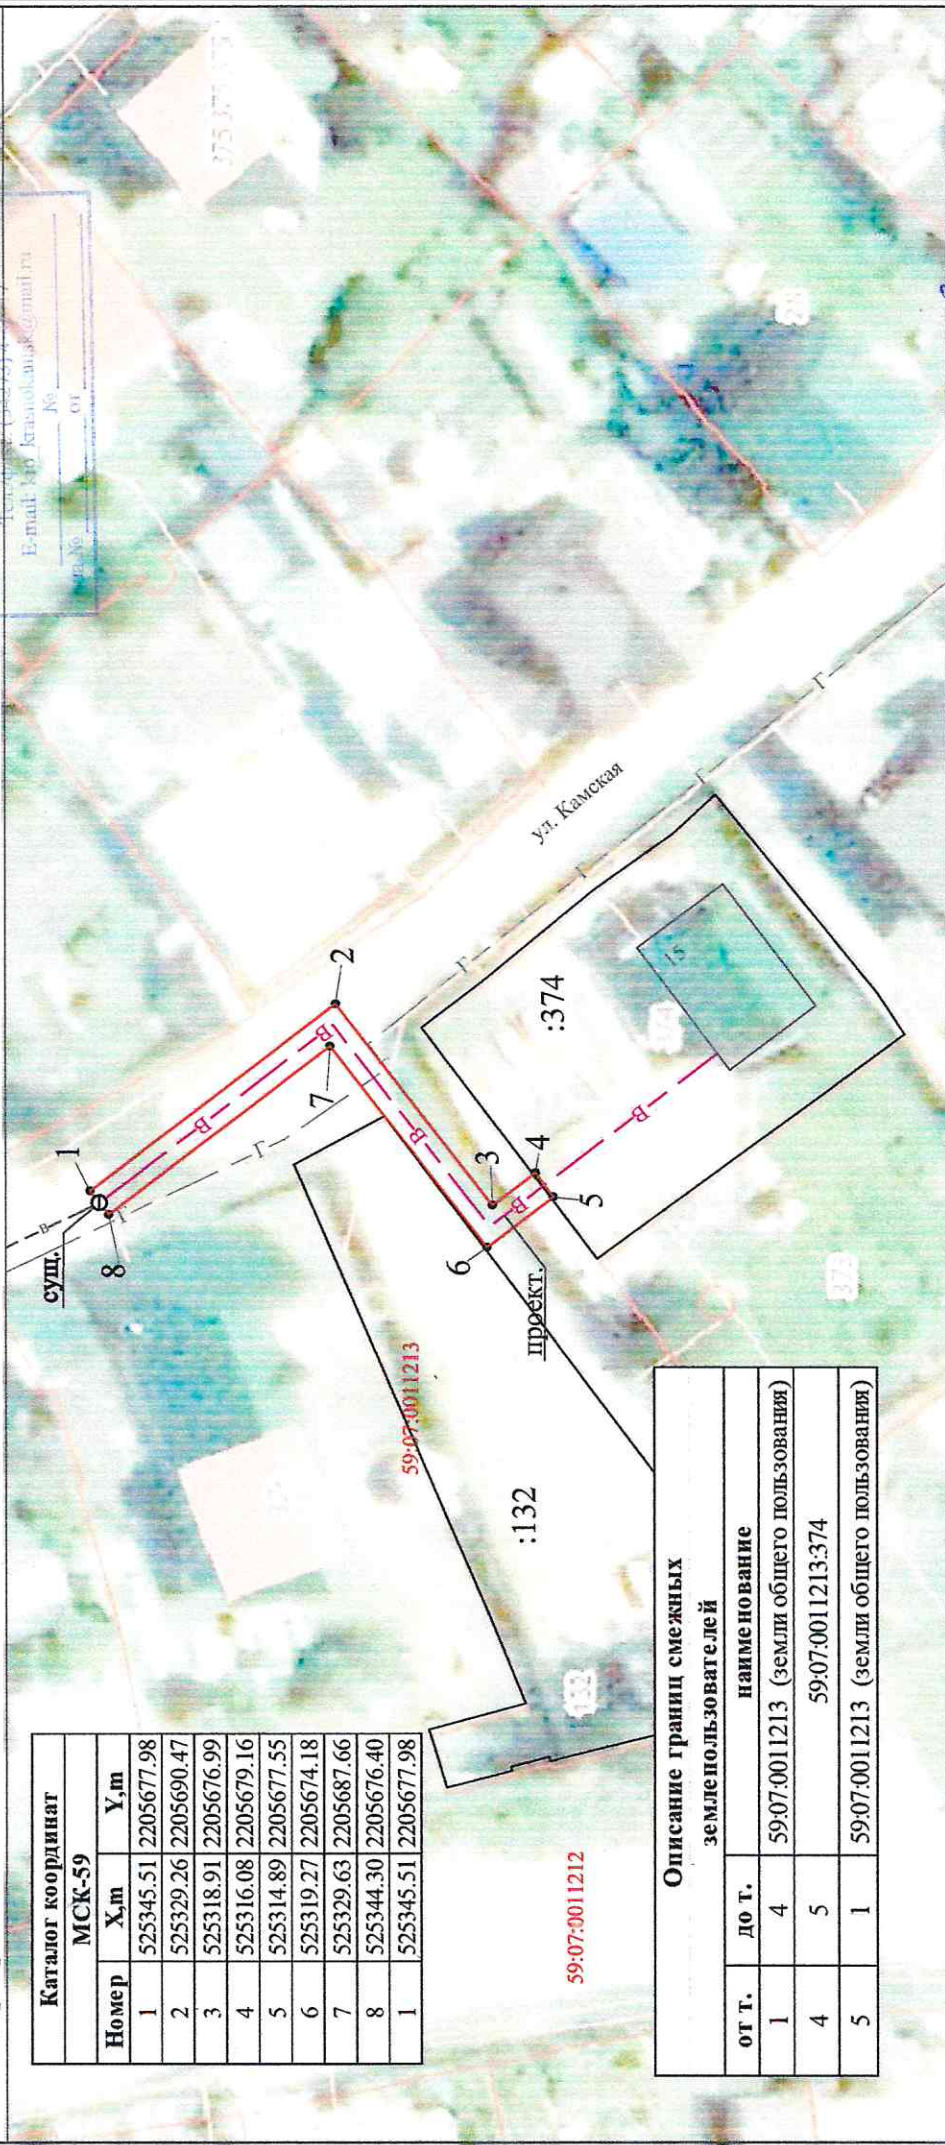 E-mail:
№
от
Каталог координат
МСК-59
Номер X,m Y,m
1 525345.51 2205677.98
2 525329.26 2205690.47
3 525318.91 2205676.99
4 525316.08 2205679.16
5 525314.89 2205677.55
6 525319.27 2205674.18
7 525329.63 2205687.66
8 525344.30 2205676.40
1 525345.51 2205677.98
сущ.
В
1
8
Г
В
2
7
В
3
4
5
6
В
проект.
В
:374
15
Г
Г
Г
Г
ул. Камская
59:07:0011213
:132
132
373
59:07:0011212
Описание границ смежных
землепользователей
от т. до т. наименование
1 4 59:07:0011213 (земли общего пользования)
4 5 59:07:0011213:374
5 1 59:07:0011213 (земли общего пользования)